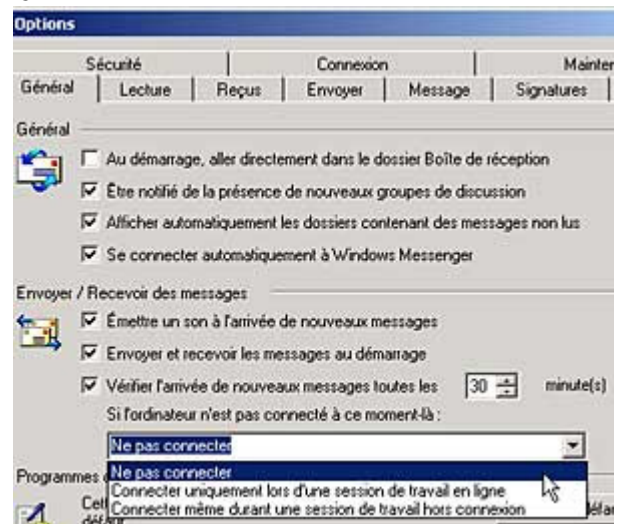 Options
Sécurité Connexion
Général Lecture Reçus Envoyer Message Signatures
Général
Au démarrage, aller directement dans le dossier Boîte de réception
Être notifié de la présence de nouveaux groupes de discussion
Afficher automatiquement les dossiers contenant des messages non lus
Se connecter automatiquement à Windows Messenger
Envoyer / Recevoir des messages
Émettre un son à l'arrivée de nouveaux messages
Envoyer et recevoir les messages au démarrage
Vérifier l'arrivée de nouveaux messages toutes les 30 minute(s)
Si l'ordinateur n'est pas connecté à ce moment-là :
Ne pas connecter
Programmes
Ne pas connecter
Connecter uniquement lors d'une session de travail en ligne
Connecter même durant une session de travail hors connexion